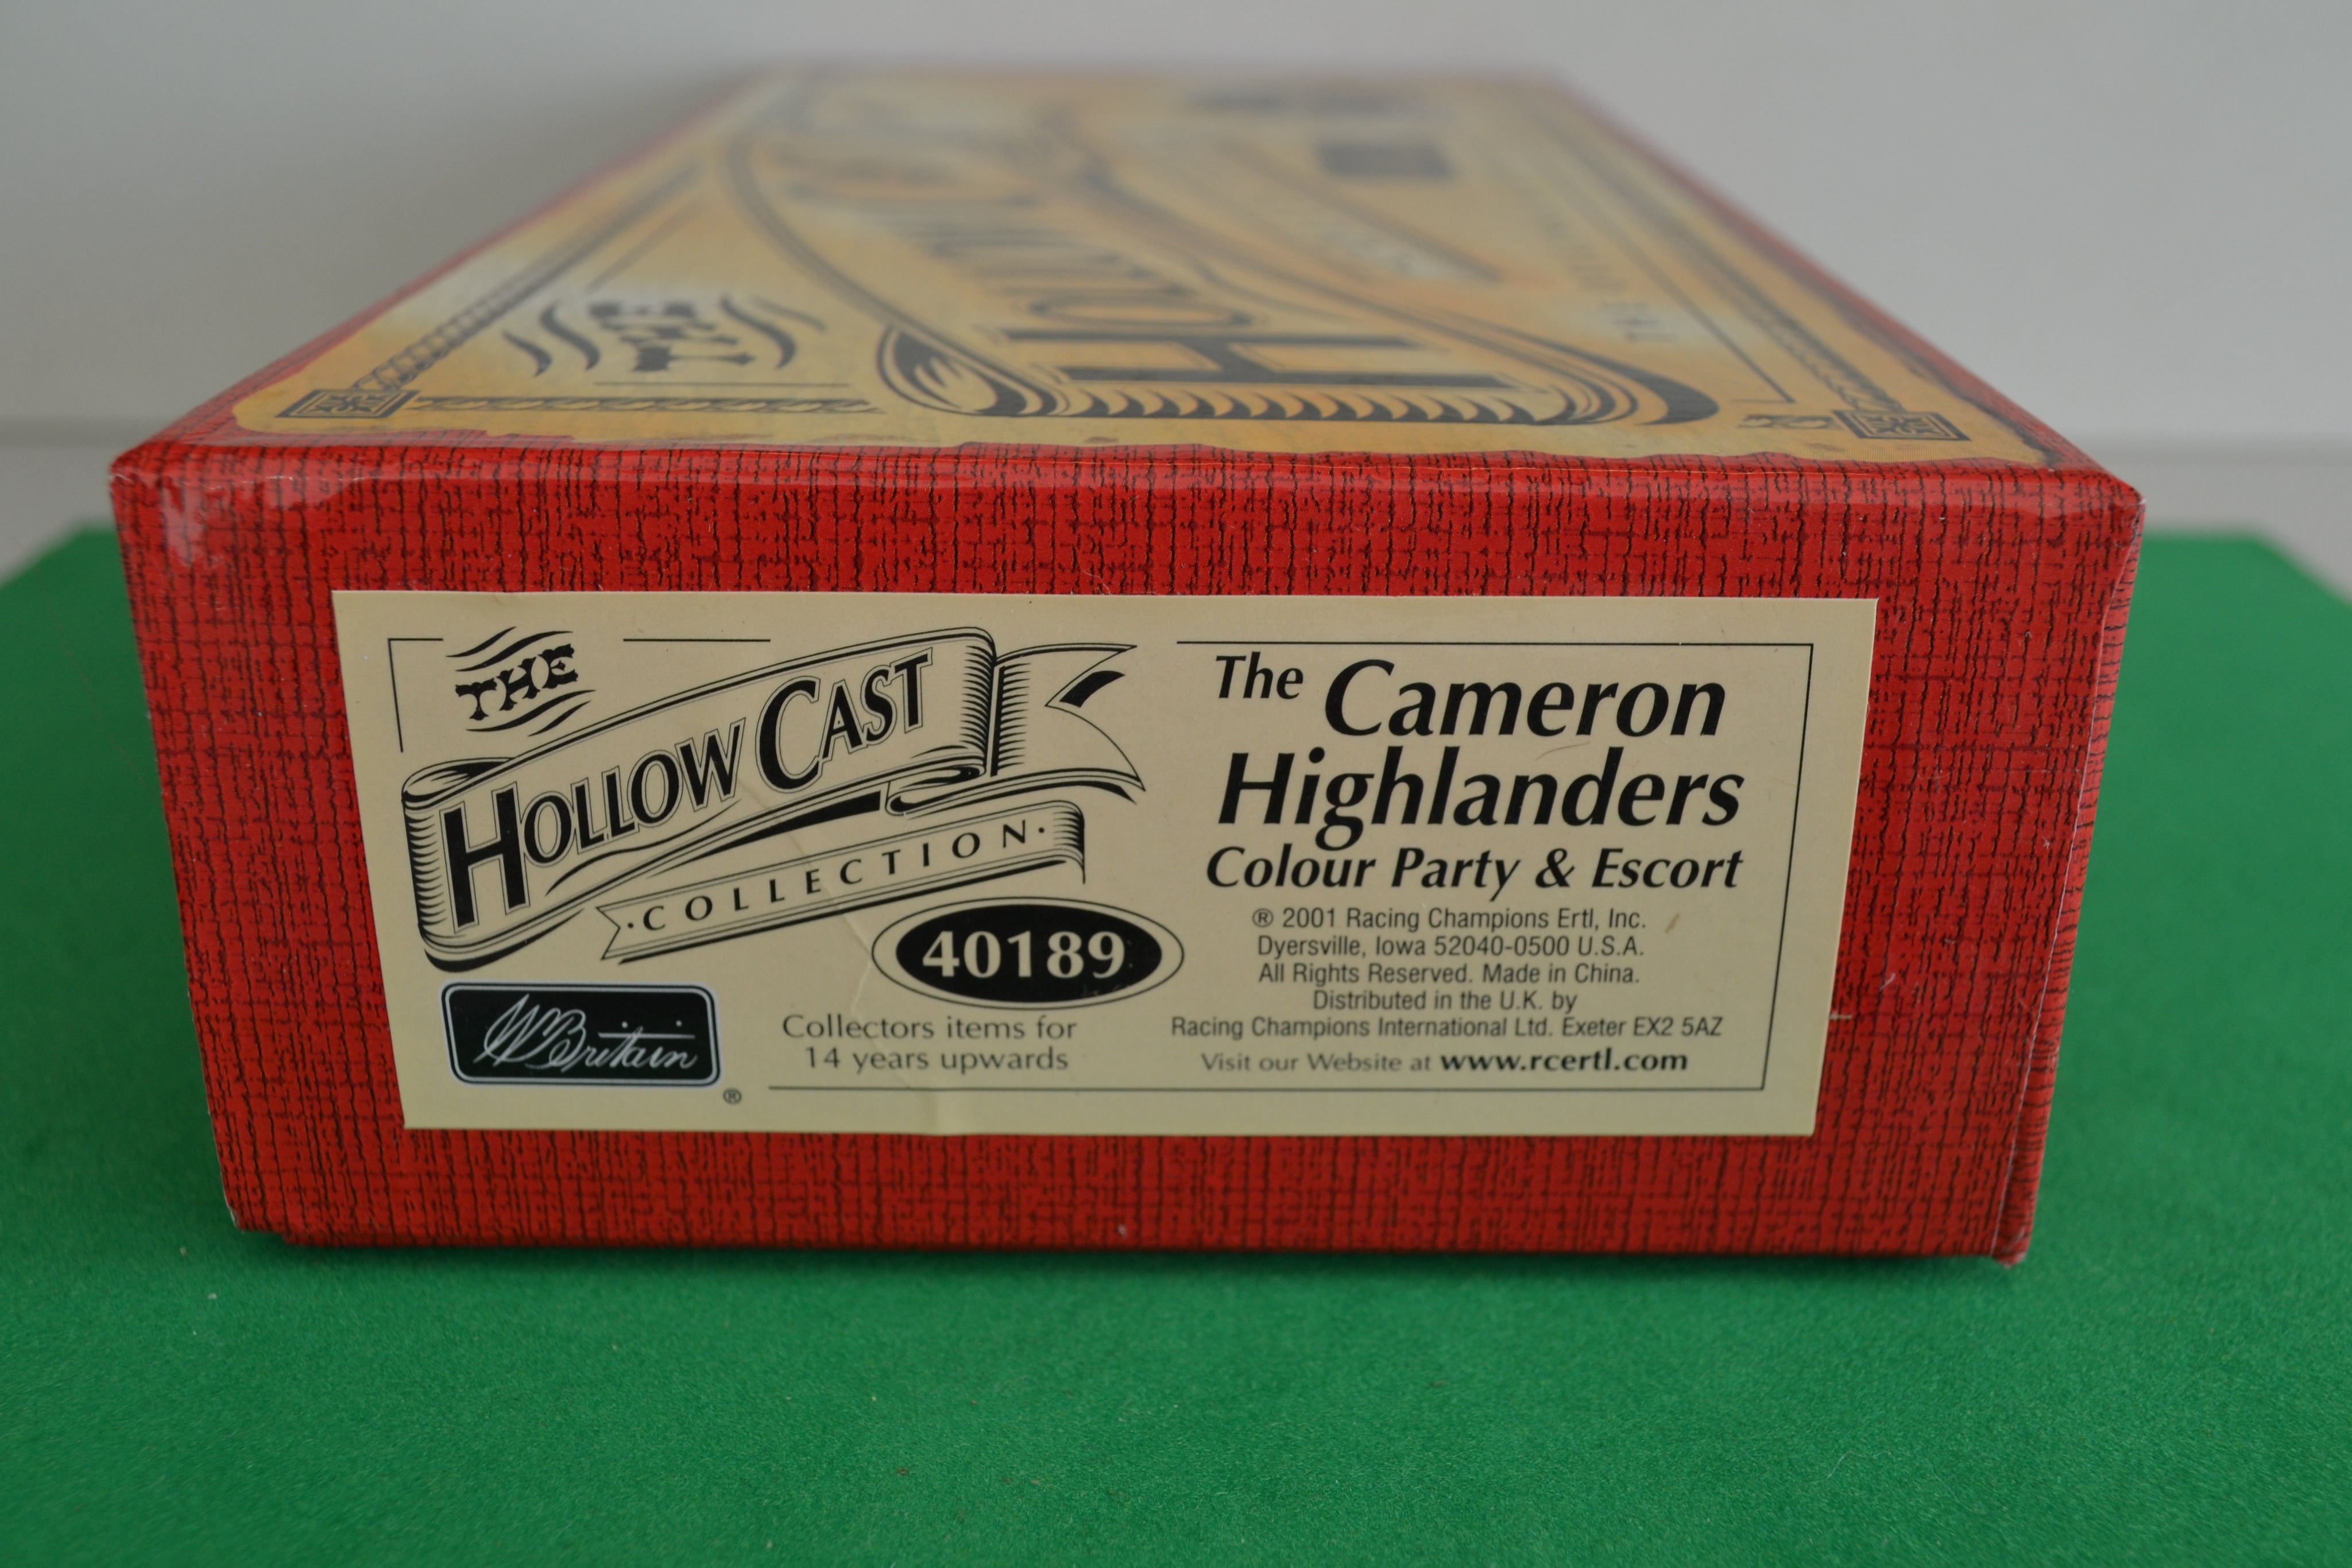 THE
HOLLOW
THE
HOLLOW CAST
·COLLECTION·
40189
W Britain
®
Collectors items for
14 years upwards
The Cameron
Highlanders
Colour Party & Escort
® 2001 Racing Champions Ertl, Inc.
Dyersville, Iowa 52040-0500 U.S.A.
All Rights Reserved. Made in China.
Distributed in the U.K. by
Racing Champions International Ltd. Exeter EX2 5AZ
Visit our Website at www.rcertl.com